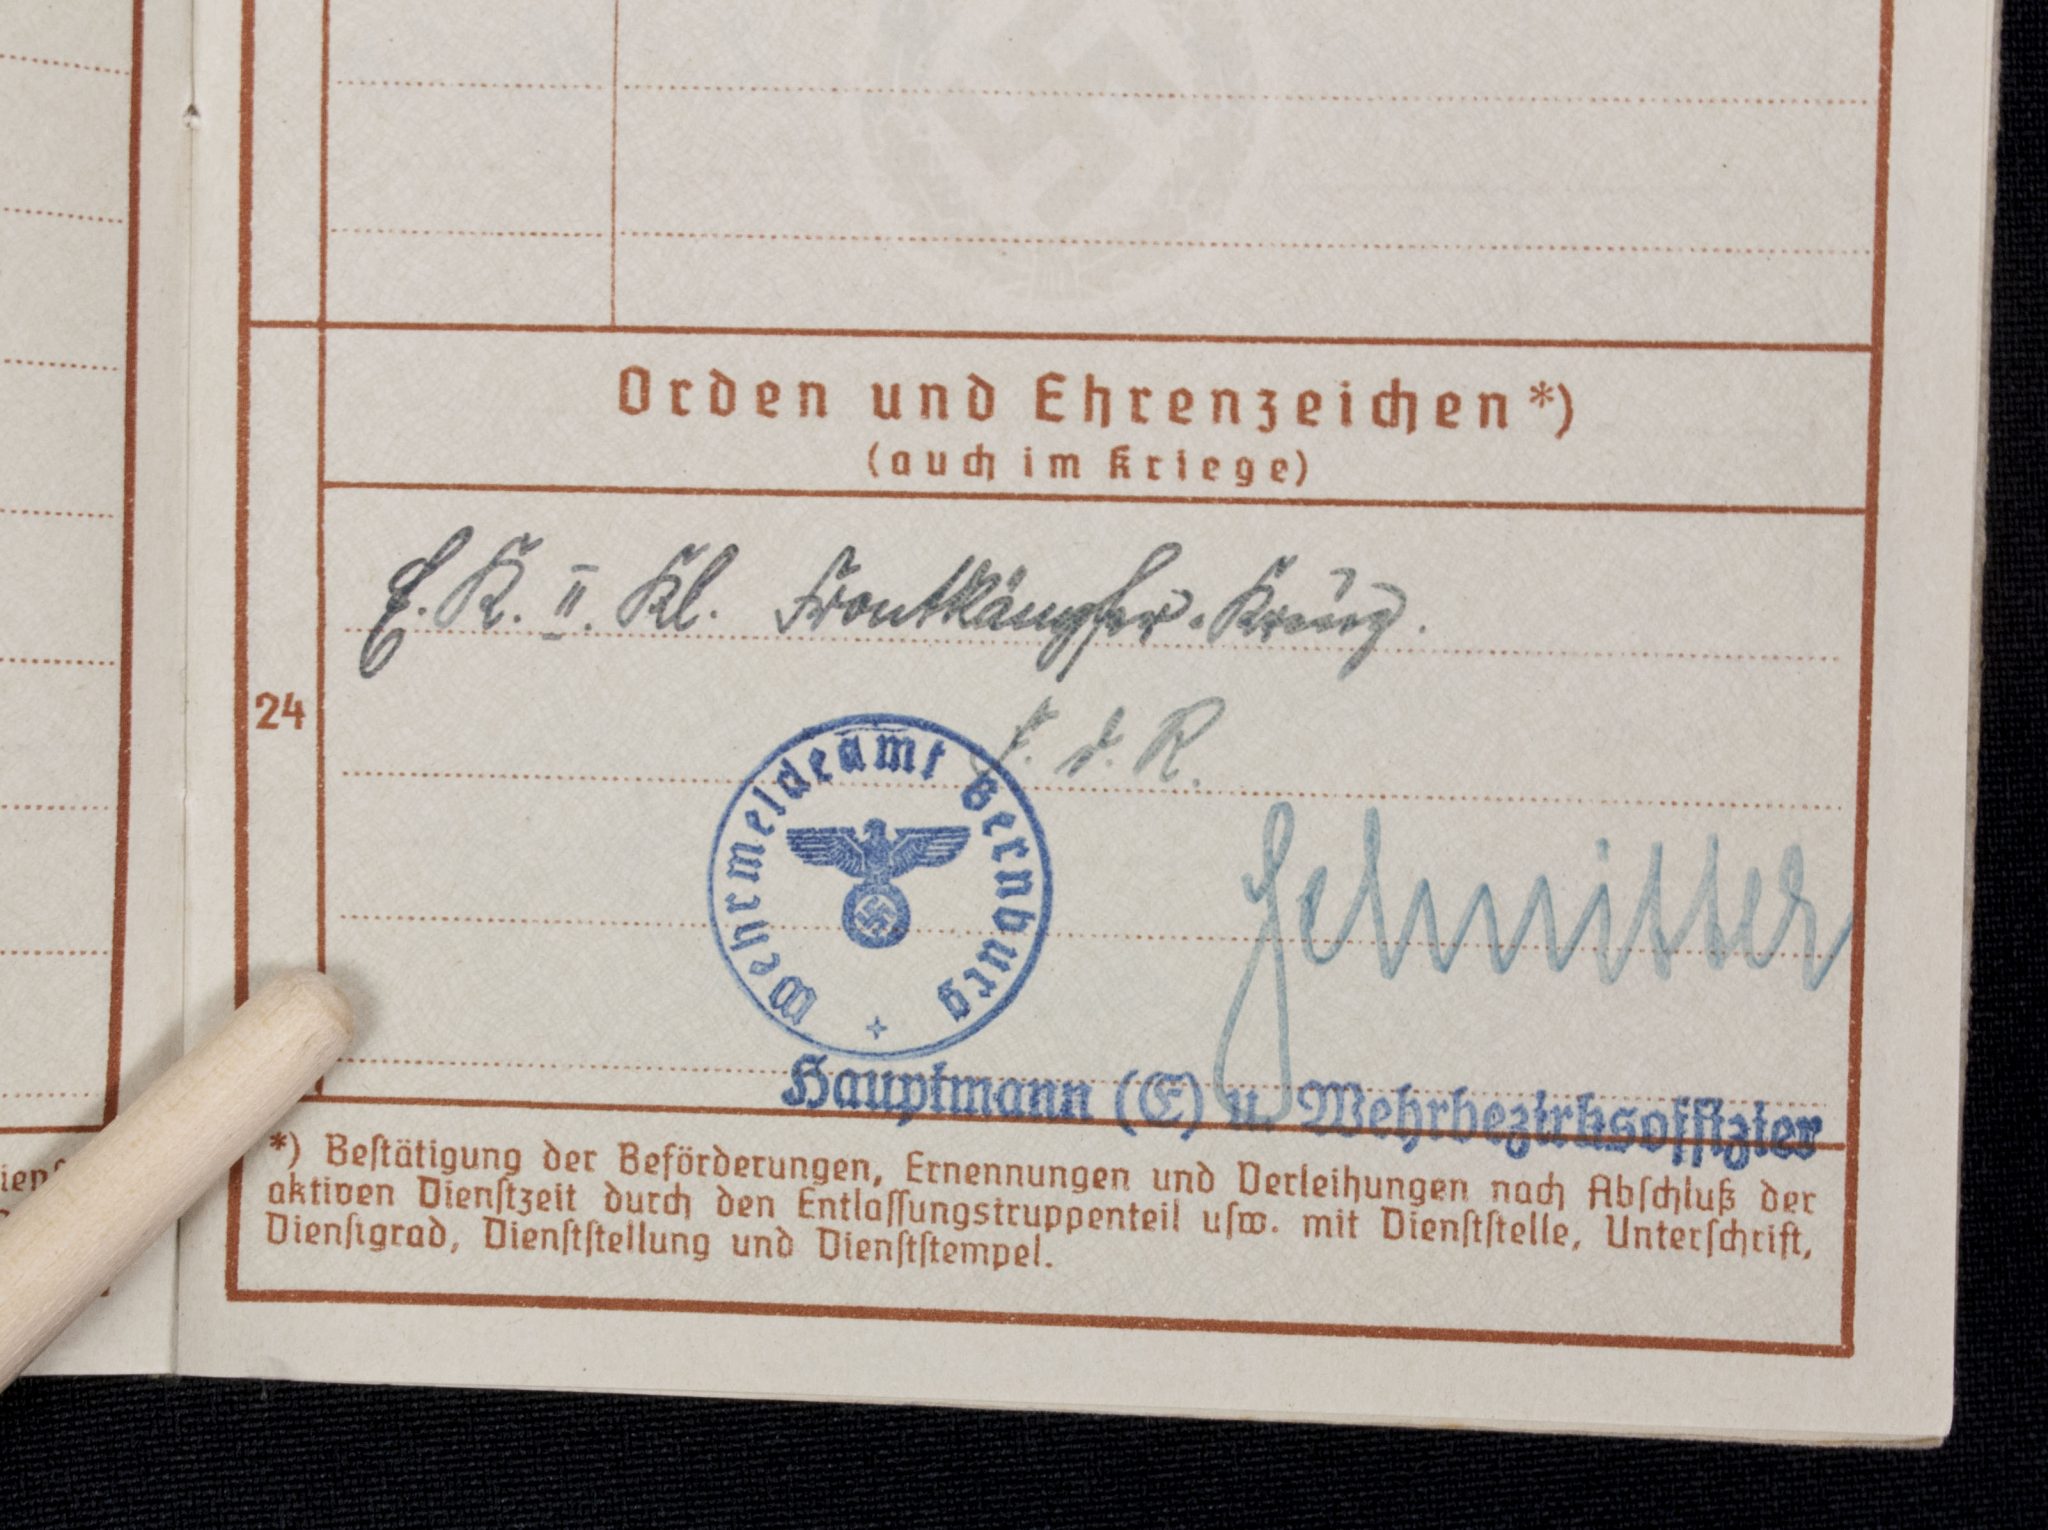 Orden und Ehrenzeichen*)
(auch im Kriege)
E. K. II. Kl. Frontkämpfer-Kreuz.
24
f. d. R.
Wehrmeldeamt Bernburg
Schnitter
Hauptmann (E) u. Wehrbezirksoffizier
*) Bestätigung der Beförderungen, Ernennungen und Verleihungen nach Abschluß der
aktiven Dienstzeit durch den Entlassungstruppenteil usw. mit Dienststelle, Unterschrift,
Dienstgrad, Dienststellung und Dienststempel.